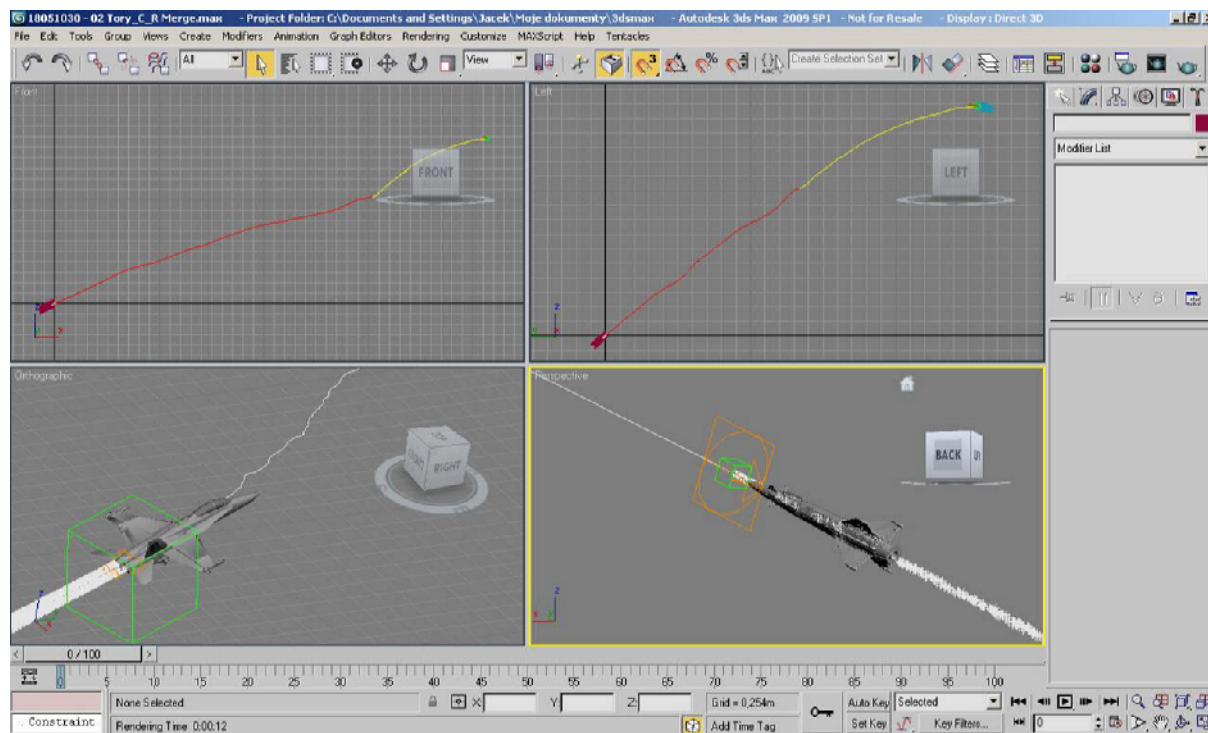 18051030 - 02 Tory_C_R Merge.max - Project Folder: C:\Documents and Settings\Jacek\Moje dokumenty\3dsmax - Autodesk 3ds Max 2009 SP1 - Not for Resale - Display : Direct 3D
File Edit Tools Group Views Create Modifiers Animation Graph Editors Rendering Customize MAXScript Help Tentacles
All View 3 Create Selection Set
Front Left
Modifier List
FRONT LEFT
z
x
z
x
Orthographic Perspective
RIGHT BACK
z
z
x y
0 / 100
0 5 10 15 20 25 30 35 40 45 50 55 60 65 70 75 80 85 90 95 100
None Selected X: Y: Z: Grid = 0,254m Auto Key Selected
Constraint Rendering Time 0:00:12 Add Time Tag Set Key Key Filters... 0